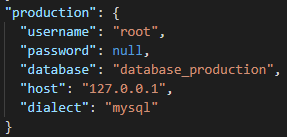 "production": {
"username": "root",
"password": null,
"database": "database_production",
"host": "127.0.0.1",
"dialect": "mysql"
}